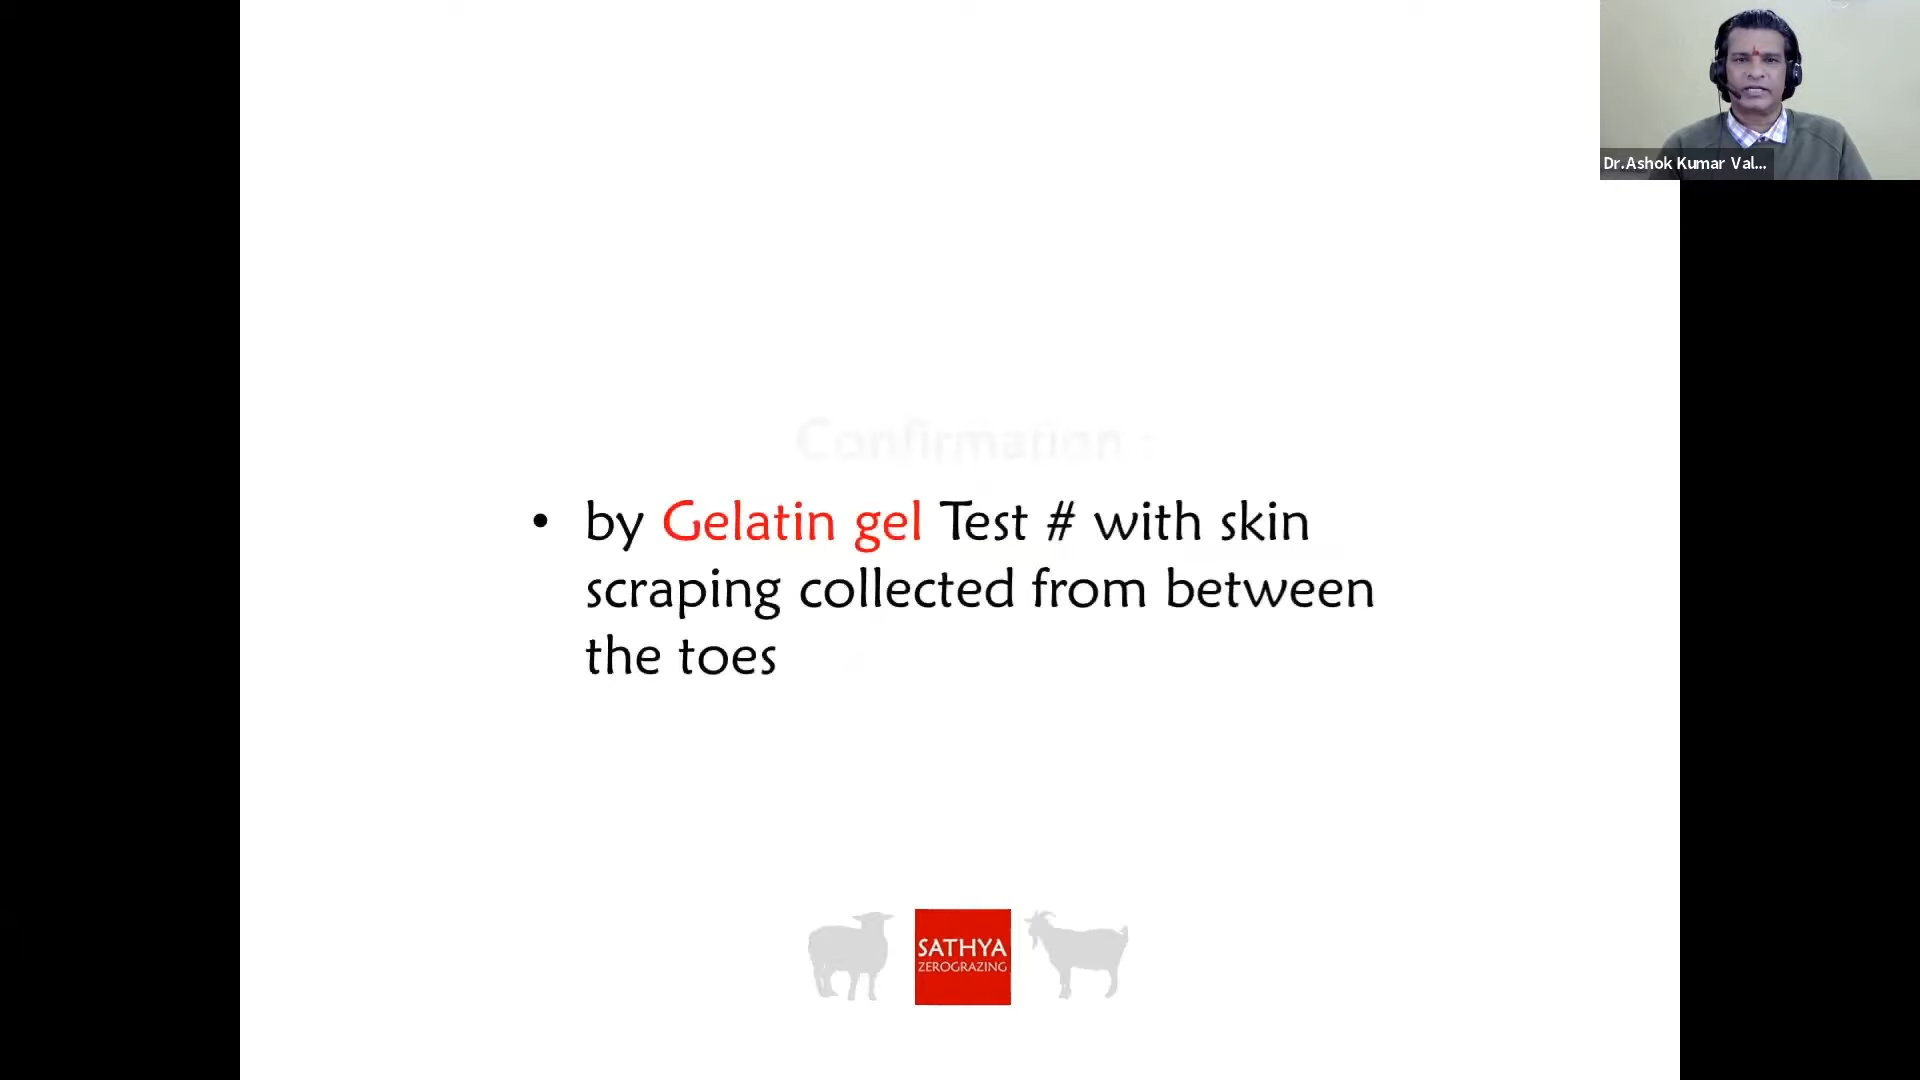 Dr.Ashok Kumar Val...
Confirmation :
• by Gelatin gel Test # with skin
scraping collected from between
the toes
SATHYA
ZEROGRAZING